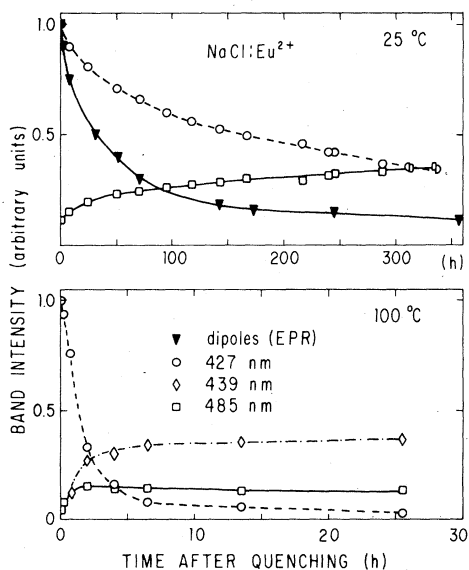 1.0
NaCl:Eu²⁺
25 °C
0.5
0
100
200
300
(h)
BAND INTENSITY (arbitrary units)
1.0
100 °C
dipoles (EPR)
427 nm
439 nm
485 nm
0.5
0
0
10
20
30
TIME AFTER QUENCHING (h)